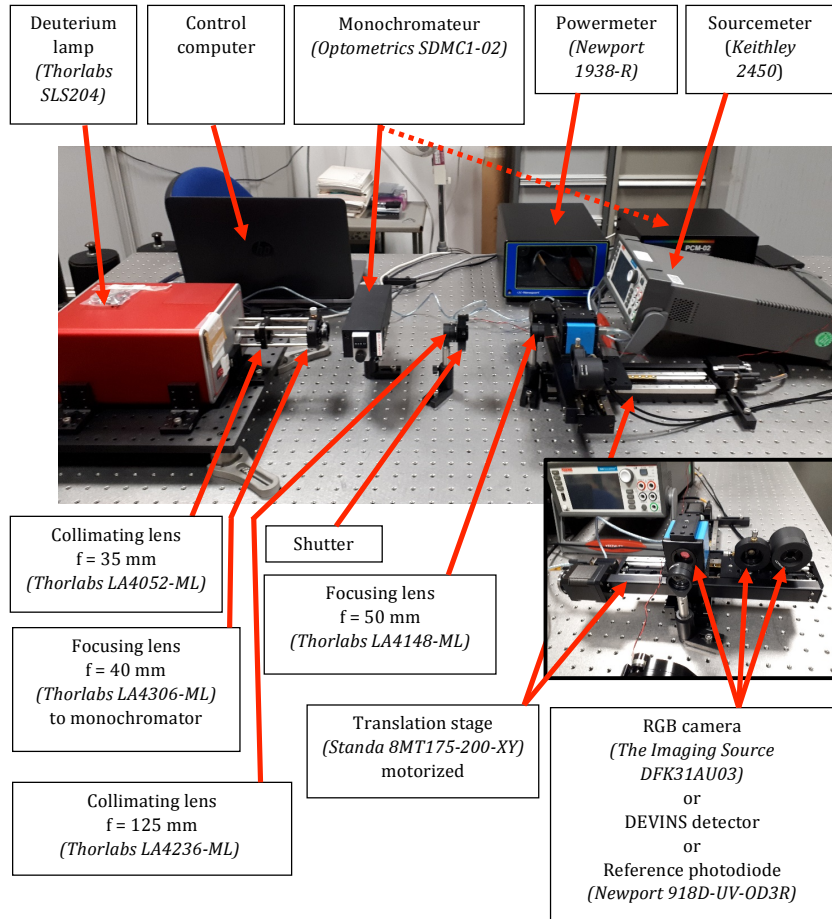 Deuterium
lamp
(Thorlabs
SLS204)
Control
computer
Monochromateur
(Optometrics SDMC1-02)
Powermeter
(Newport
1938-R)
Sourcemeter
(Keithley
2450)
PCM-02
Collimating lens
f = 35 mm
(Thorlabs LA4052-ML)
Shutter
Focusing lens
f = 50 mm
(Thorlabs LA4148-ML)
Focusing lens
f = 40 mm
(Thorlabs LA4306-ML)
to monochromator
Translation stage
(Standa 8MT175-200-XY)
motorized
RGB camera
(The Imaging Source
DFK31AU03)
or
DEVINS detector
or
Reference photodiode
(Newport 918D-UV-OD3R)
Collimating lens
f = 125 mm
(Thorlabs LA4236-ML)